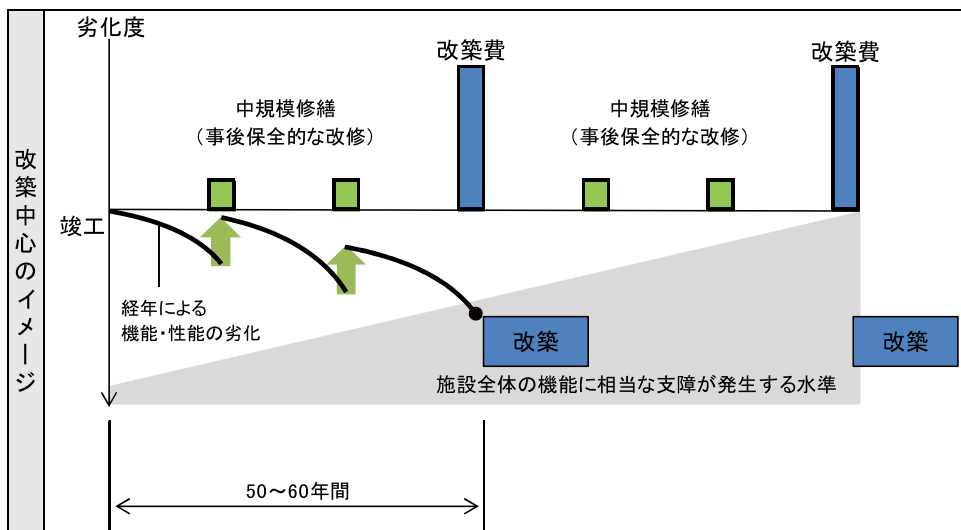 改築中心のイメージ
劣化度
改築費
改築費
中規模修繕
（事後保全的な改修）
中規模修繕
（事後保全的な改修）
竣工
経年による
機能・性能の劣化
改築
改築
施設全体の機能に相当な支障が発生する水準
50～60年間